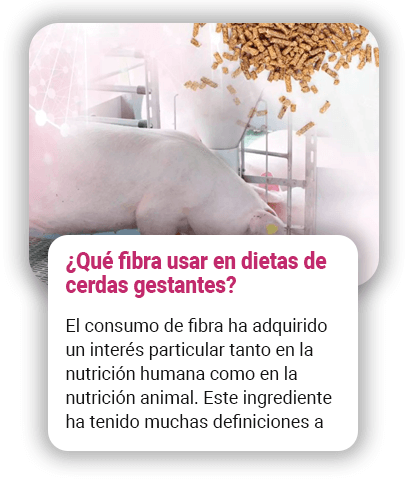 ¿Qué fibra usar en dietas de
cerdas gestantes?
El consumo de fibra ha adquirido
un interés particular tanto en la
nutrición humana como en la
nutrición animal. Este ingrediente
ha tenido muchas definiciones a